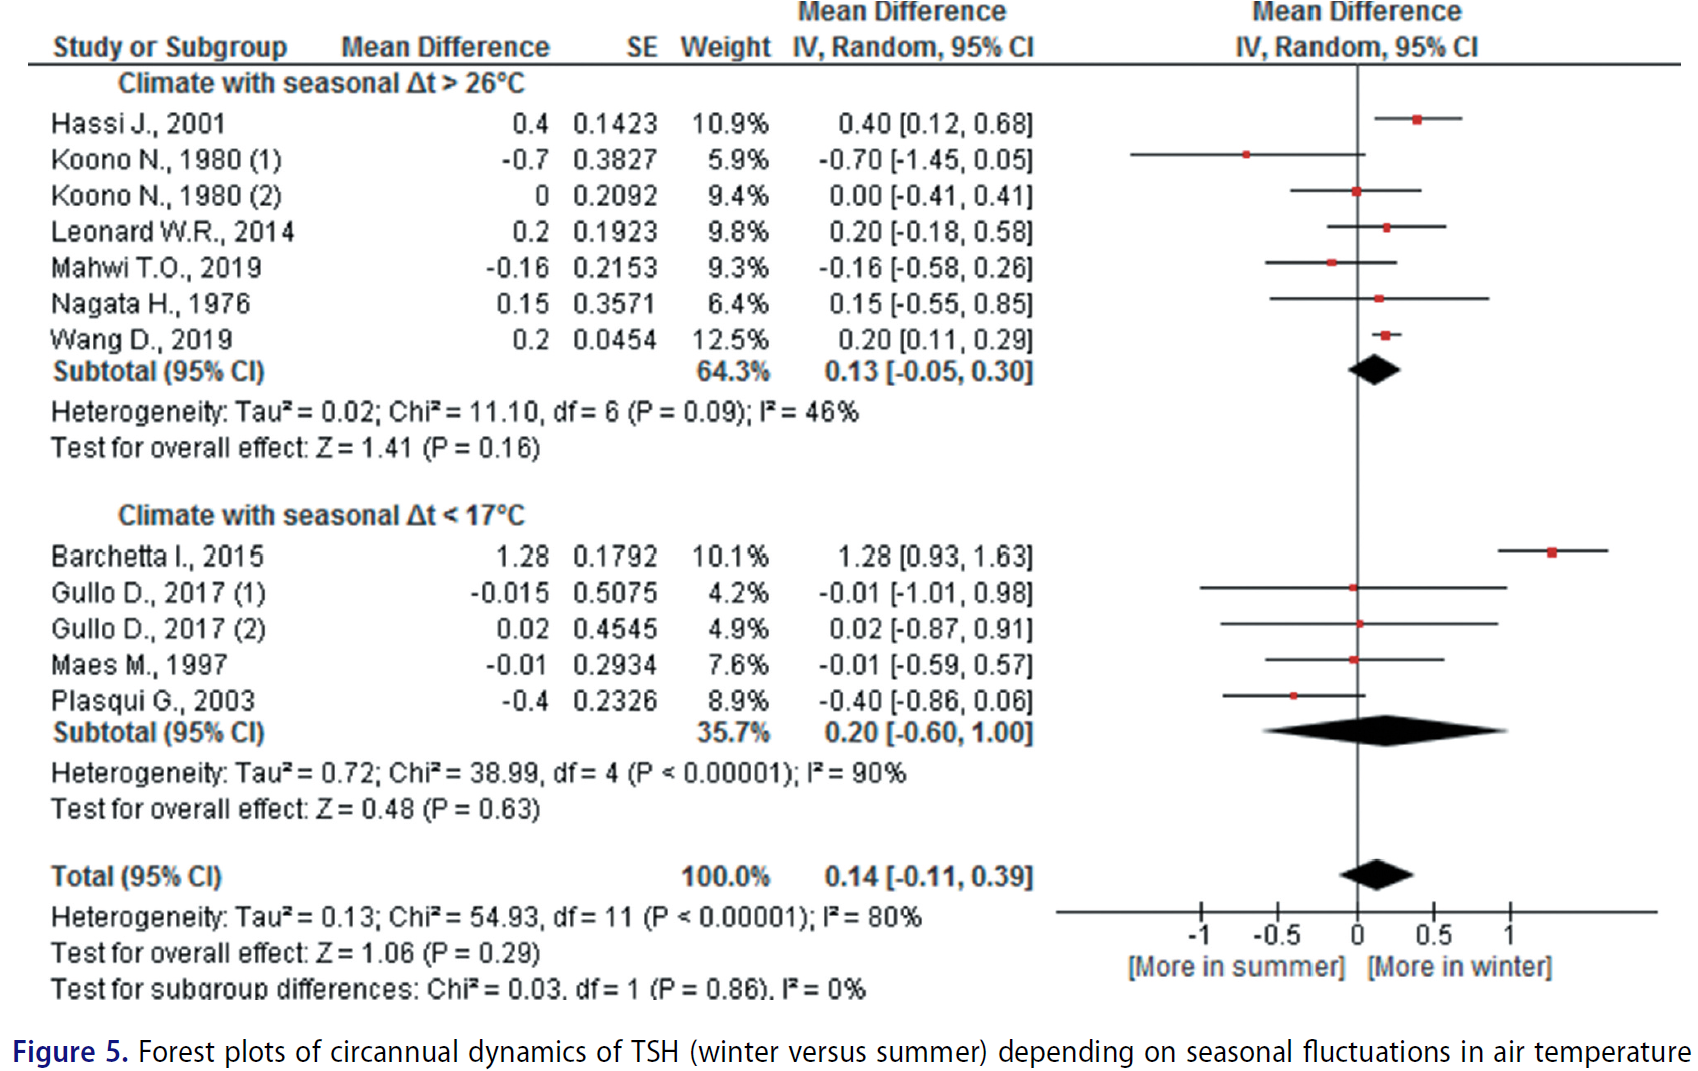 Mean Difference Mean Difference
Study or Subgroup Mean Difference SE Weight IV, Random, 95% CI IV, Random, 95% CI
Climate with seasonal Δt > 26°C
Hassi J., 2001 0.4 0.1423 10.9% 0.40 [0.12, 0.68]
Koono N., 1980 (1) -0.7 0.3827 5.9% -0.70 [-1.45, 0.05]
Koono N., 1980 (2) 0 0.2092 9.4% 0.00 [-0.41, 0.41]
Leonard W.R., 2014 0.2 0.1923 9.8% 0.20 [-0.18, 0.58]
Mahwi T.O., 2019 -0.16 0.2153 9.3% -0.16 [-0.58, 0.26]
Nagata H., 1976 0.15 0.3571 6.4% 0.15 [-0.55, 0.85]
Wang D., 2019 0.2 0.0454 12.5% 0.20 [0.11, 0.29]
Subtotal (95% CI) 64.3% 0.13 [-0.05, 0.30]
Heterogeneity: Tau² = 0.02; Chi² = 11.10, df = 6 (P = 0.09); I² = 46%
Test for overall effect: Z = 1.41 (P = 0.16)
Climate with seasonal Δt < 17°C
Barchetta I., 2015 1.28 0.1792 10.1% 1.28 [0.93, 1.63]
Gullo D., 2017 (1) -0.015 0.5075 4.2% -0.01 [-1.01, 0.98]
Gullo D., 2017 (2) 0.02 0.4545 4.9% 0.02 [-0.87, 0.91]
Maes M., 1997 -0.01 0.2934 7.6% -0.01 [-0.59, 0.57]
Plasqui G., 2003 -0.4 0.2326 8.9% -0.40 [-0.86, 0.06]
Subtotal (95% CI) 35.7% 0.20 [-0.60, 1.00]
Heterogeneity: Tau² = 0.72; Chi² = 38.99, df = 4 (P < 0.00001); I² = 90%
Test for overall effect: Z = 0.48 (P = 0.63)
Total (95% CI) 100.0% 0.14 [-0.11, 0.39]
Heterogeneity: Tau² = 0.13; Chi² = 54.93, df = 11 (P < 0.00001); I² = 80%
Test for overall effect: Z = 1.06 (P = 0.29)
Test for subgroup differences: Chi² = 0.03, df = 1 (P = 0.86), I² = 0%
-1 -0.5 0 0.5 1
[More in summer] [More in winter]
Figure 5. Forest plots of circannual dynamics of TSH (winter versus summer) depending on seasonal fluctuations in air temperature